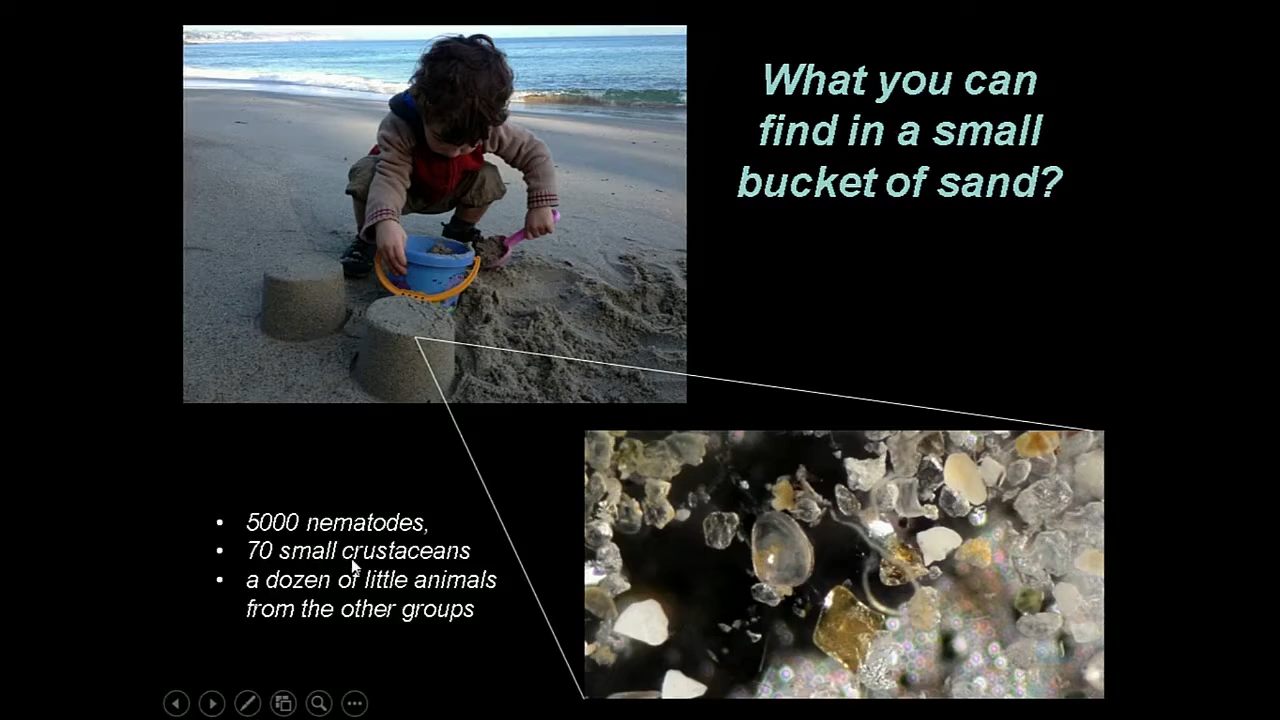 What you can
find in a small
bucket of sand?
• 5000 nematodes,
• 70 small crustaceans
• a dozen of little animals
from the other groups